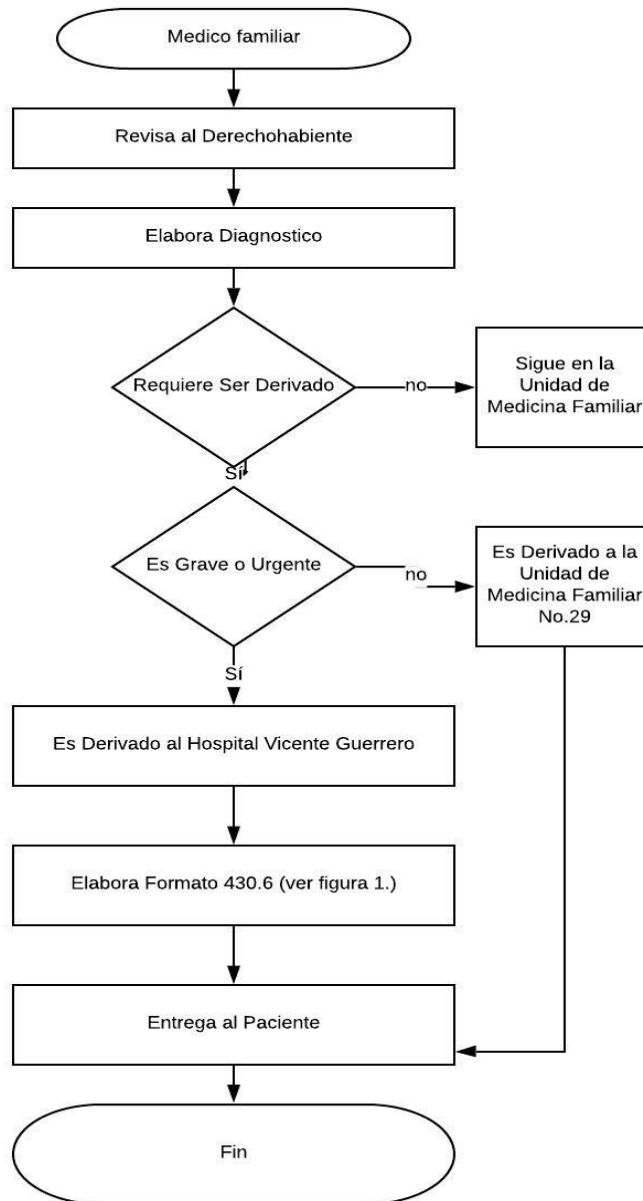 Medico familiar
Revisa al Derechohabiente
Elabora Diagnostico
Requiere Ser Derivado
no
Sigue en la
Unidad de
Medicina Familiar
Sí
Es Grave o Urgente
no
Es Derivado a la
Unidad de
Medicina Familiar
No.29
Sí
Es Derivado al Hospital Vicente Guerrero
Elabora Formato 430.6 (ver figura 1.)
Entrega al Paciente
Fin